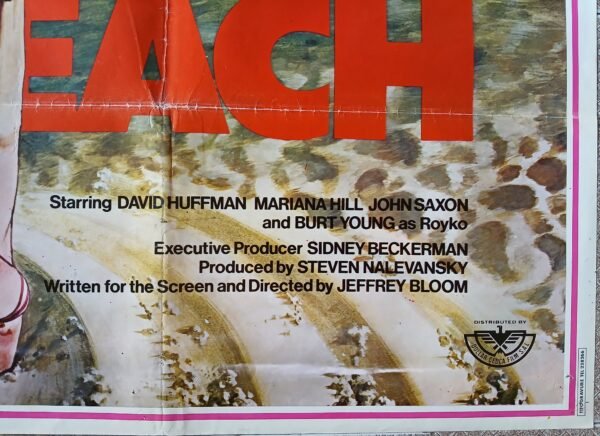 EACH
Starring DAVID HUFFMAN MARIANA HILL JOHN SAXON
and BURT YOUNG as Royko
Executive Producer SIDNEY BECKERMAN
Produced by STEVEN NALEVANSKY
Written for the Screen and Directed by JEFFREY BLOOM
DISTRIBUTED BY
FILM S.A.L.